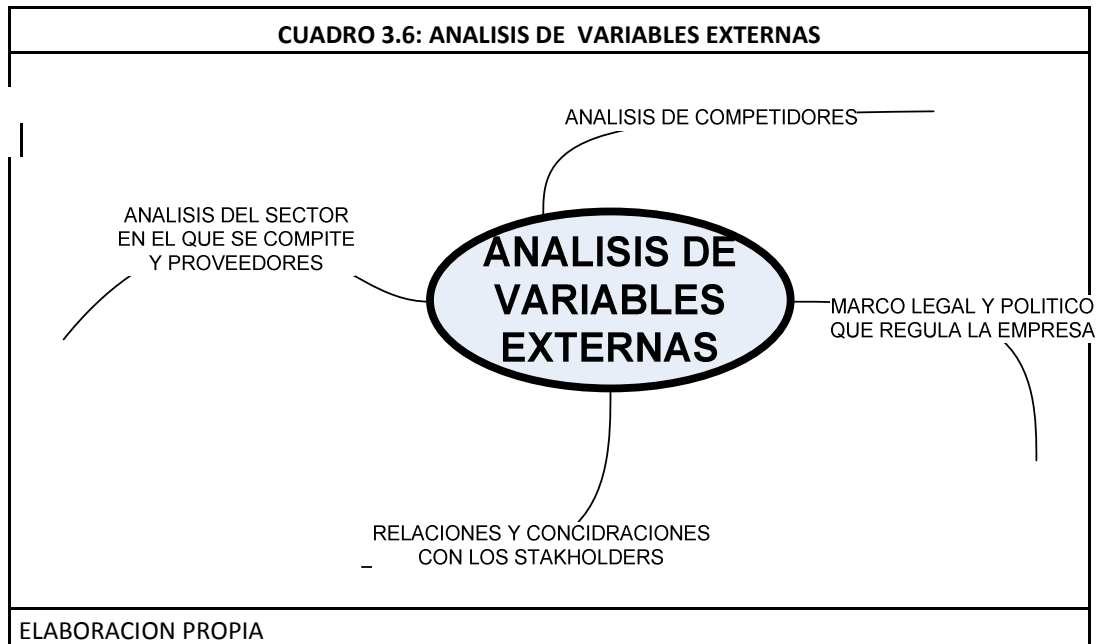 CUADRO 3.6: ANALISIS DE VARIABLES EXTERNAS
ANALISIS DE COMPETIDORES
ANALISIS DEL SECTOR
EN EL QUE SE COMPITE
Y PROVEEDORES
ANALISIS DE
VARIABLES
EXTERNAS
MARCO LEGAL Y POLITICO
QUE REGULA LA EMPRESA
RELACIONES Y CONCIDRACIONES
CON LOS STAKHOLDERS
ELABORACION PROPIA